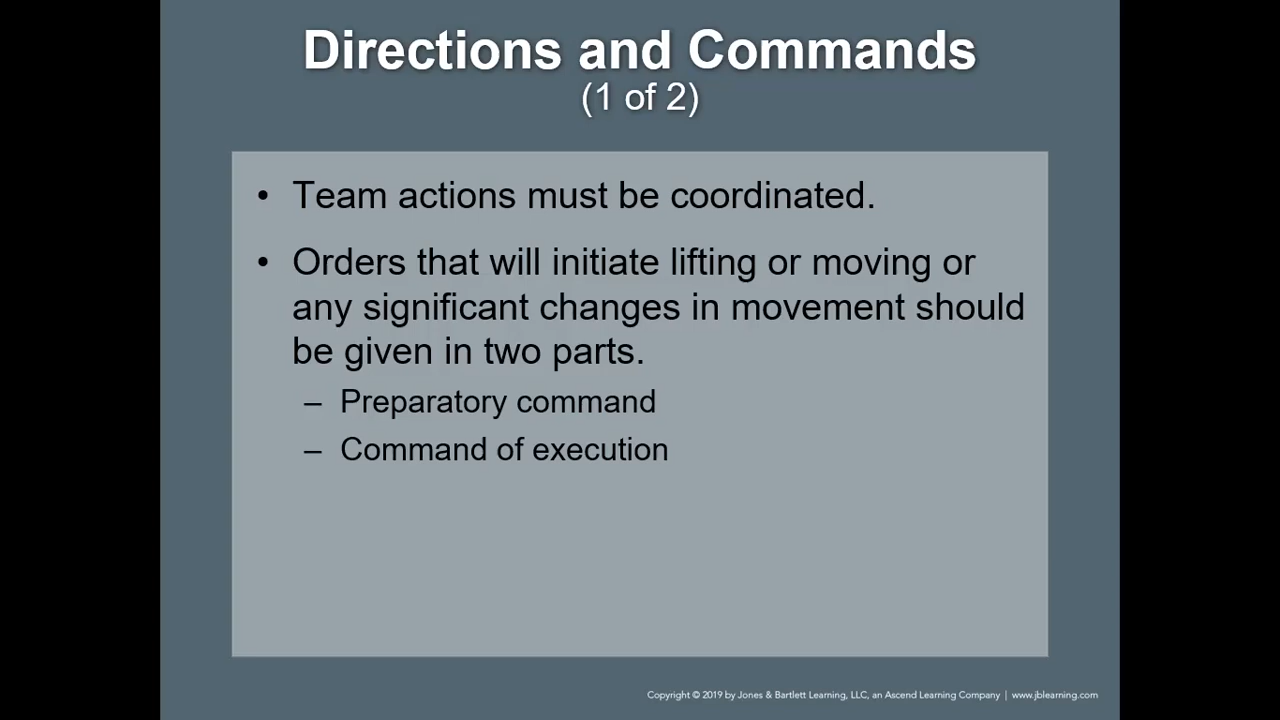 Directions and Commands
(1 of 2)
• Team actions must be coordinated.
• Orders that will initiate lifting or moving or
any significant changes in movement should
be given in two parts.
– Preparatory command
– Command of execution
Copyright © 2019 by Jones & Bartlett Learning, LLC, an Ascend Learning Company | www.jblearning.com